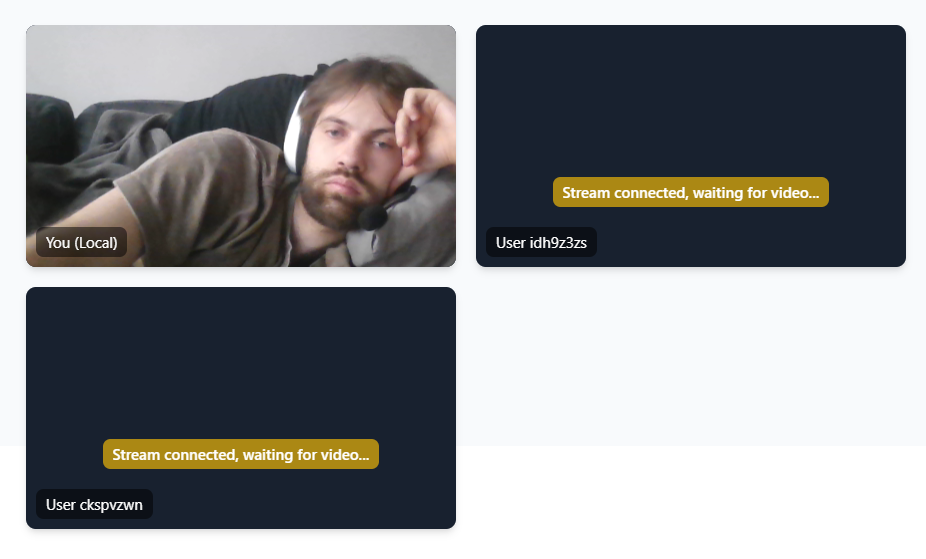 You (Local)
Stream connected, waiting for video...
User idh9z3zs
Stream connected, waiting for video...
User ckspvzwn